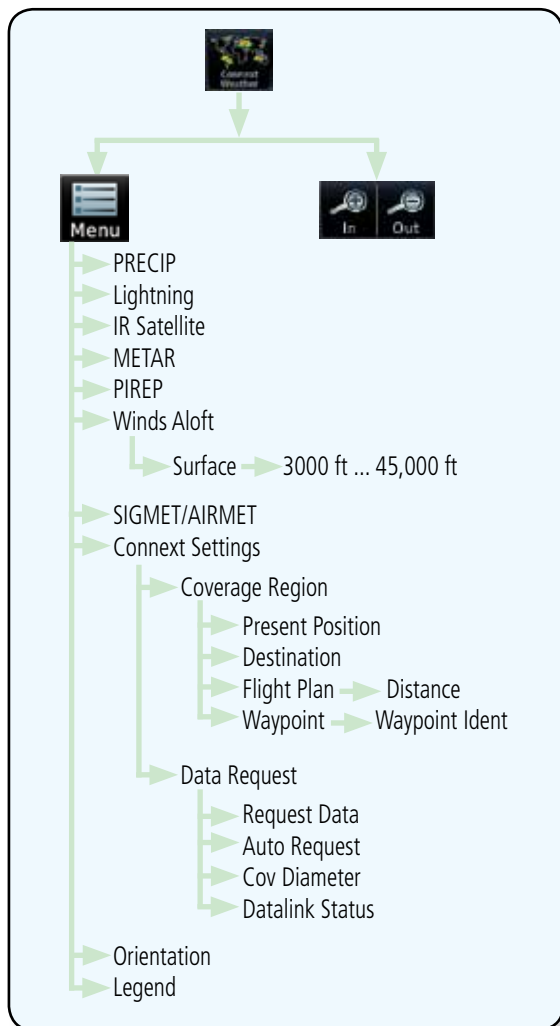 Connext
Weather
Menu
In Out
PRECIP
Lightning
IR Satellite
METAR
PIREP
Winds Aloft
Surface 3000 ft ... 45,000 ft
SIGMET/AIRMET
Connext Settings
Coverage Region
Present Position
Destination
Flight Plan Distance
Waypoint Waypoint Ident
Data Request
Request Data
Auto Request
Cov Diameter
Datalink Status
Orientation
Legend